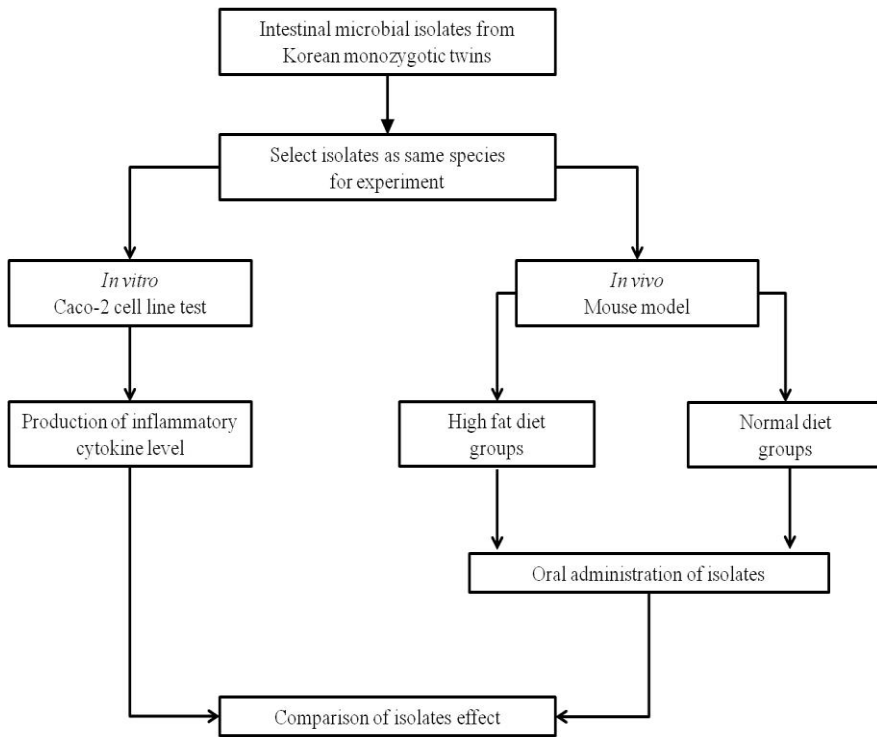 Intestinal microbial isolates from
Korean monozygotic twins
Select isolates as same species
for experiment
In vitro
Caco-2 cell line test
In vivo
Mouse model
Production of inflammatory
cytokine level
High fat diet
groups
Normal diet
groups
Oral administration of isolates
Comparison of isolates effect